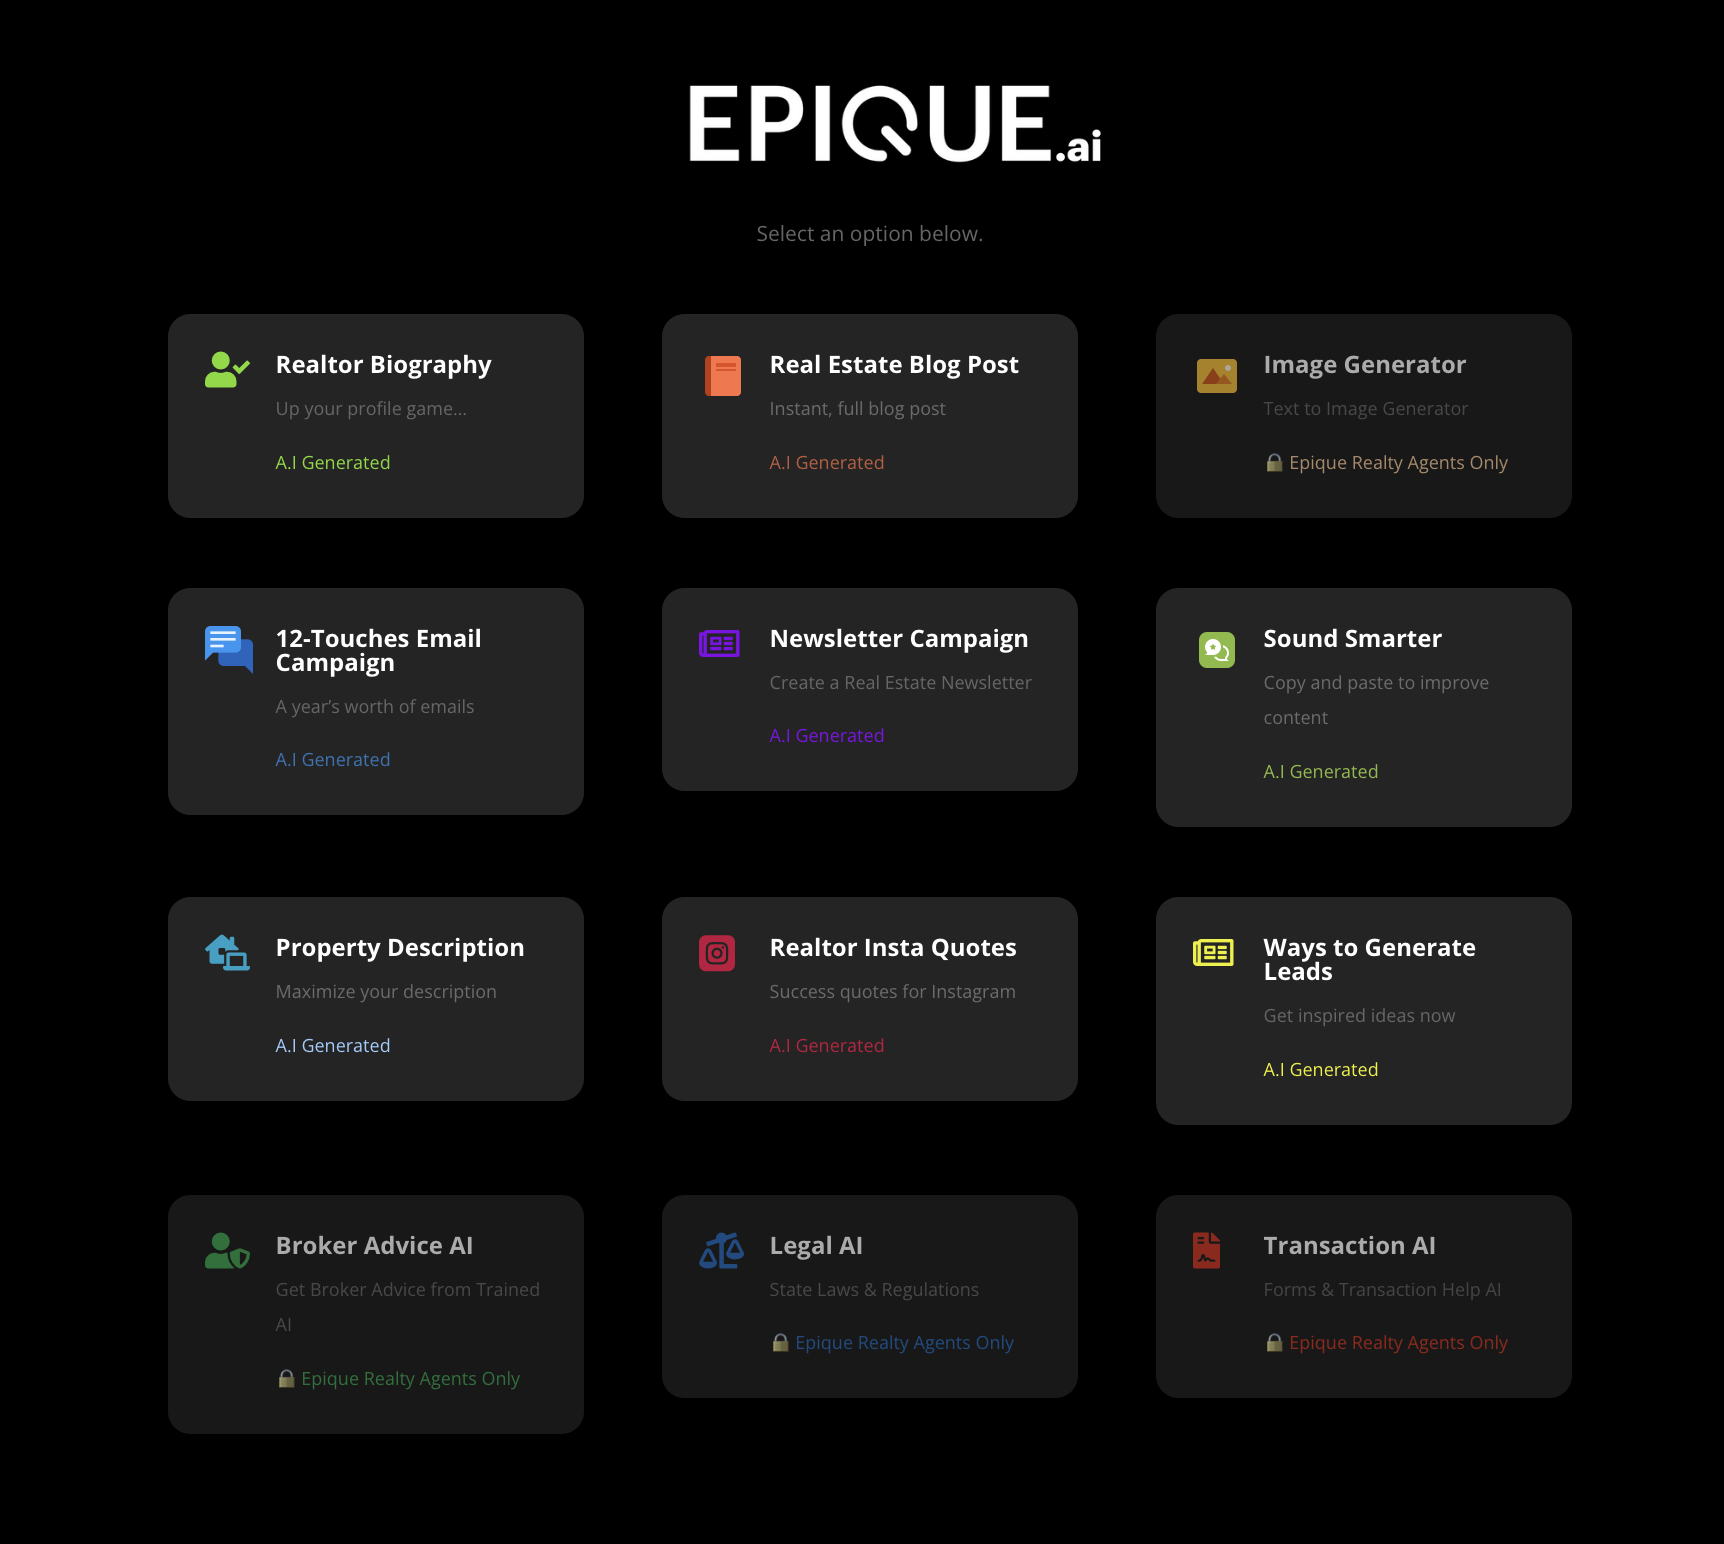 EPIQUE.ai
Select an option below.
Realtor Biography
Up your profile game...
A.I Generated
Real Estate Blog Post
Instant, full blog post
A.I Generated
Image Generator
Text to Image Generator
🔒 Epique Realty Agents Only
12-Touches Email
Campaign
A year's worth of emails
A.I Generated
Newsletter Campaign
Create a Real Estate Newsletter
A.I Generated
Sound Smarter
Copy and paste to improve
content
A.I Generated
Property Description
Maximize your description
A.I Generated
Realtor Insta Quotes
Success quotes for Instagram
A.I Generated
Ways to Generate
Leads
Get inspired ideas now
A.I Generated
Broker Advice AI
Get Broker Advice from Trained
AI
🔒 Epique Realty Agents Only
Legal AI
State Laws & Regulations
🔒 Epique Realty Agents Only
Transaction AI
Forms & Transaction Help AI
🔒 Epique Realty Agents Only